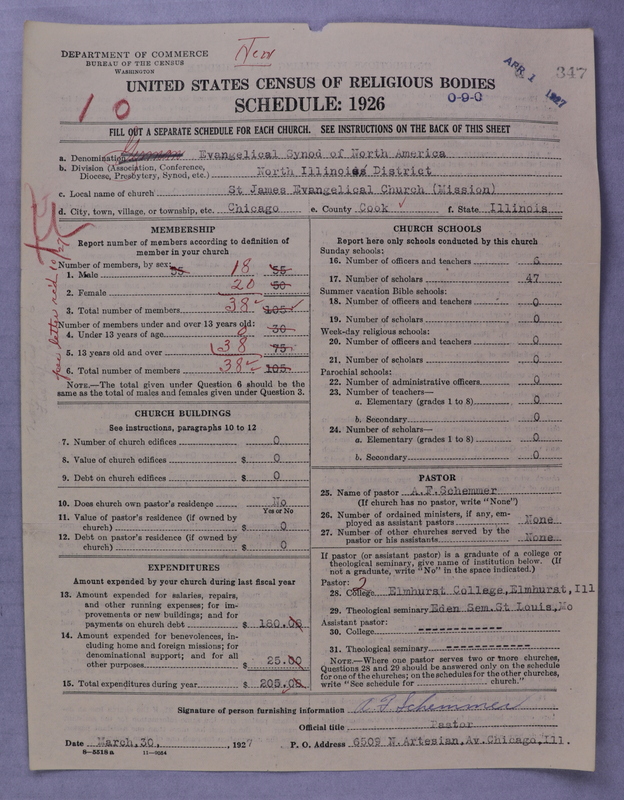 DEPARTMENT OF COMMERCE
BUREAU OF THE CENSUS
WASHINGTON
New
APR 1 1927
347
UNITED STATES CENSUS OF RELIGIOUS BODIES
1 0
SCHEDULE: 1926
0-9-0
FILL OUT A SEPARATE SCHEDULE FOR EACH CHURCH. SEE INSTRUCTIONS ON THE BACK OF THIS SHEET
a. Denomination German Evangelical Synod of North America
b. Division (Association, Conference, Diocese, Presbytery, Synod, etc.) North Illinois District
c. Local name of church St James Evangelical Church (Mission)
d. City, town, village, or township, etc. Chicago e. County Cook ✓ f. State Illinois
MEMBERSHIP
Report number of members according to definition of
member in your church
Number of members, by sex:
1. Male 55 18 55
2. Female 20 50
3. Total number of members 38 ✓ 105 ✓
Number of members under and over 13 years old:
4. Under 13 years of age 30
5. 13 years old and over 38 75
6. Total number of members 38 105
NOTE.—The total given under Question 6 should be the
same as the total of males and females given under Question 3.
CHURCH BUILDINGS
See instructions, paragraphs 10 to 12
7. Number of church edifices 0
8. Value of church edifices $ 0
9. Debt on church edifices $ 0
10. Does church own pastor's residence No
Yes or No
11. Value of pastor's residence (if owned by
church) $ 0
12. Debt on pastor's residence (if owned by
church) $ 0
EXPENDITURES
Amount expended by your church during last fiscal year
13. Amount expended for salaries, repairs,
and other running expenses; for im-
provements or new buildings; and for
payments on church debt $ 180.00
14. Amount expended for benevolences, in-
cluding home and foreign missions; for
denominational support; and for all
other purposes $ 25.00
15. Total expenditures during year $ 205.00
CHURCH SCHOOLS
Report here only schools conducted by this church
Sunday schools:
16. Number of officers and teachers 6
17. Number of scholars 47
Summer vacation Bible schools:
18. Number of officers and teachers 0
19. Number of scholars 0
Week-day religious schools:
20. Number of officers and teachers 0
21. Number of scholars 0
Parochial schools:
22. Number of administrative officers 0
23. Number of teachers—
a. Elementary (grades 1 to 8) 0
b. Secondary 0
24. Number of scholars—
a. Elementary (grades 1 to 8) 0
b. Secondary 0
PASTOR
25. Name of pastor A.F.Schemmer
(If church has no pastor, write "None")
26. Number of ordained ministers, if any, em-
ployed as assistant pastors None
27. Number of other churches served by the
pastor or his assistants None
If pastor (or assistant pastor) is a graduate of a college or
theological seminary, give name of institution below. (If
not a graduate, write "No" in the space indicated.)
Pastor: 2
28. College Elmhurst College,Elmhurst,Ill
29. Theological seminary Eden Sem.St Louis,Mo
Assistant pastor:
30. College -----------
31. Theological seminary -----------
NOTE.—Where one pastor serves two or more churches,
Questions 28 and 29 should be answered only on the schedule
for one of the churches; on the schedules for the other churches,
write "See schedule for church."
Signature of person furnishing information A F Schemmer
Official title Pastor
Date March,30, 1927 P. O. Address 6509 N.Artesian,Av.Chicago,Ill.
8—5518 a 11—9064